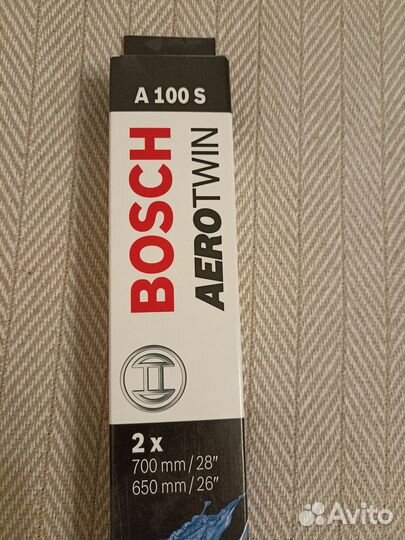 A 100 S
BOSCH
AEROTWIN
2 x
700 mm / 28″
650 mm / 26″
Avito